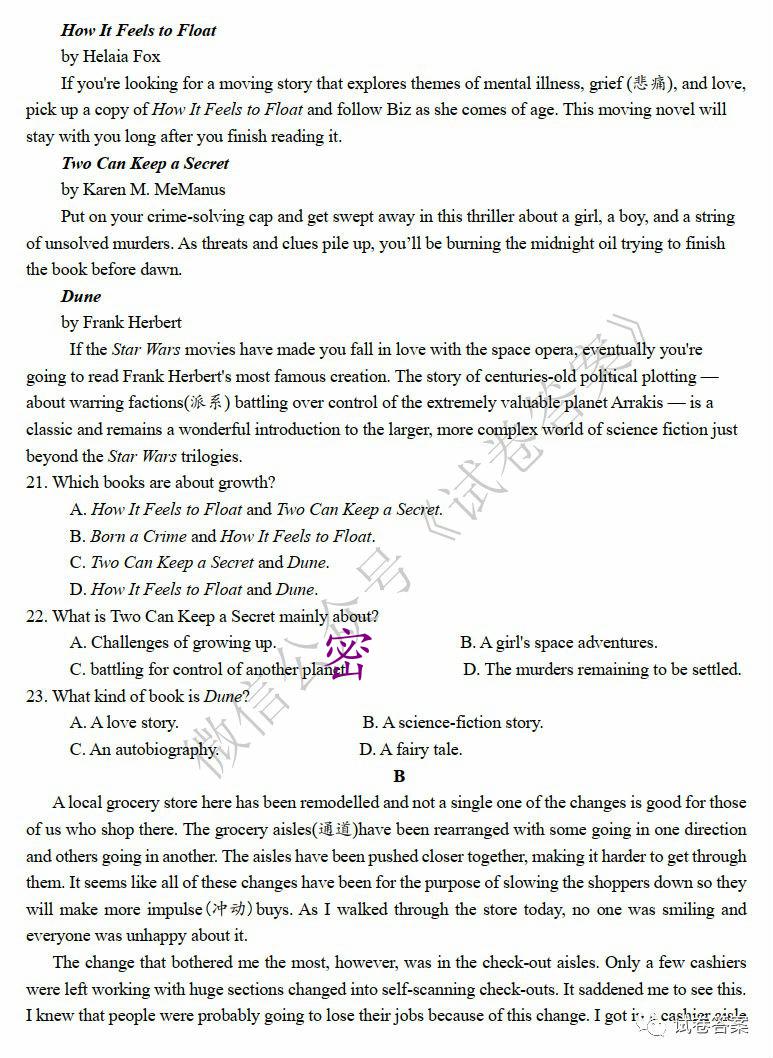 How It Feels to Float
by Helaia Fox
If you're looking for a moving story that explores themes of mental illness, grief (悲痛), and love,
pick up a copy of How It Feels to Float and follow Biz as she comes of age. This moving novel will
stay with you long after you finish reading it.
Two Can Keep a Secret
by Karen M. MeManus
Put on your crime-solving cap and get swept away in this thriller about a girl, a boy, and a string
of unsolved murders. As threats and clues pile up, you’ll be burning the midnight oil trying to finish
the book before dawn.
Dune
by Frank Herbert
If the Star Wars movies have made you fall in love with the space opera, eventually you're
going to read Frank Herbert's most famous creation. The story of centuries-old political plotting —
about warring factions(派系) battling over control of the extremely valuable planet Arrakis — is a
classic and remains a wonderful introduction to the larger, more complex world of science fiction just
beyond the Star Wars trilogies.
21. Which books are about growth?
A. How It Feels to Float and Two Can Keep a Secret.
B. Born a Crime and How It Feels to Float.
C. Two Can Keep a Secret and Dune.
D. How It Feels to Float and Dune.
22. What is Two Can Keep a Secret mainly about?
A. Challenges of growing up. B. A girl's space adventures.
C. battling for control of another planet. D. The murders remaining to be settled.
密
23. What kind of book is Dune?
A. A love story. B. A science-fiction story.
C. An autobiography. D. A fairy tale.
B
A local grocery store here has been remodelled and not a single one of the changes is good for those
of us who shop there. The grocery aisles(通道)have been rearranged with some going in one direction
and others going in another. The aisles have been pushed closer together, making it harder to get through
them. It seems like all of these changes have been for the purpose of slowing the shoppers down so they
will make more impulse(冲动)buys. As I walked through the store today, no one was smiling and
everyone was unhappy about it.
The change that bothered me the most, however, was in the check-out aisles. Only a few cashiers
were left working with huge sections changed into self-scanning check-outs. It saddened me to see this.
I knew that people were probably going to lose their jobs because of this change. I got in a cashier aisle
微信公众号《试卷答案》
试卷答案